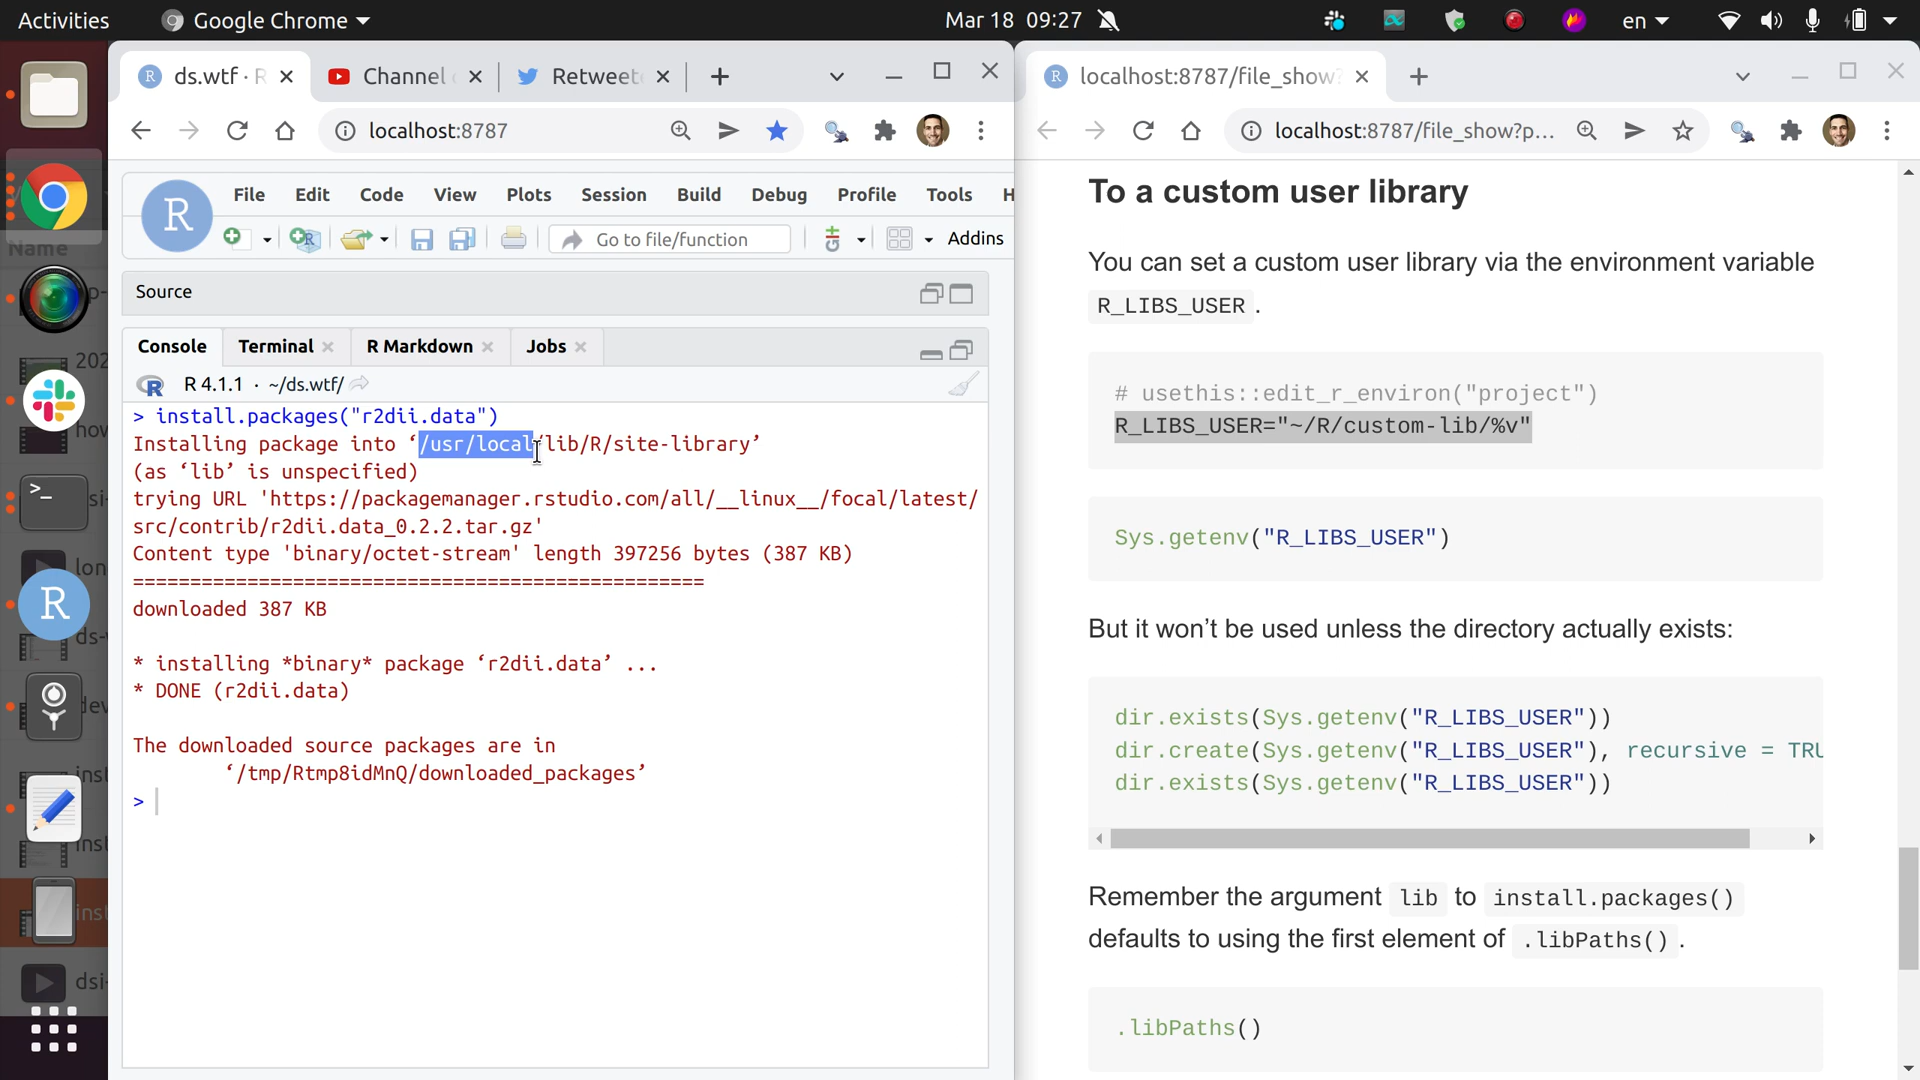 Activities
Google Chrome
Mar 18 09:27
en
ds.wtf · R
Channel
Retweet
localhost:8787
File Edit Code View Plots Session Build Debug Profile Tools H
Go to file/function
Addins
Source
Console
Terminal
R Markdown
Jobs
R 4.1.1 · ~/ds.wtf/
> install.packages("r2dii.data")
Installing package into ‘/usr/local/lib/R/site-library’
(as ‘lib’ is unspecified)
trying URL 'https://packagemanager.rstudio.com/all/__linux__/focal/latest/
src/contrib/r2dii.data_0.2.2.tar.gz'
Content type 'binary/octet-stream' length 397256 bytes (387 KB)
==================================================
downloaded 387 KB
* installing *binary* package ‘r2dii.data’ ...
* DONE (r2dii.data)
The downloaded source packages are in
‘/tmp/Rtmp8idMnQ/downloaded_packages’
>
localhost:8787/file_show?
localhost:8787/file_show?p...
To a custom user library
You can set a custom user library via the environment variable
R_LIBS_USER .
# usethis::edit_r_environ("project")
R_LIBS_USER="~/R/custom-lib/%v"
Sys.getenv("R_LIBS_USER")
But it won’t be used unless the directory actually exists:
dir.exists(Sys.getenv("R_LIBS_USER"))
dir.create(Sys.getenv("R_LIBS_USER"), recursive = TRU
dir.exists(Sys.getenv("R_LIBS_USER"))
Remember the argument lib to install.packages()
defaults to using the first element of .libPaths() .
.libPaths()
Name